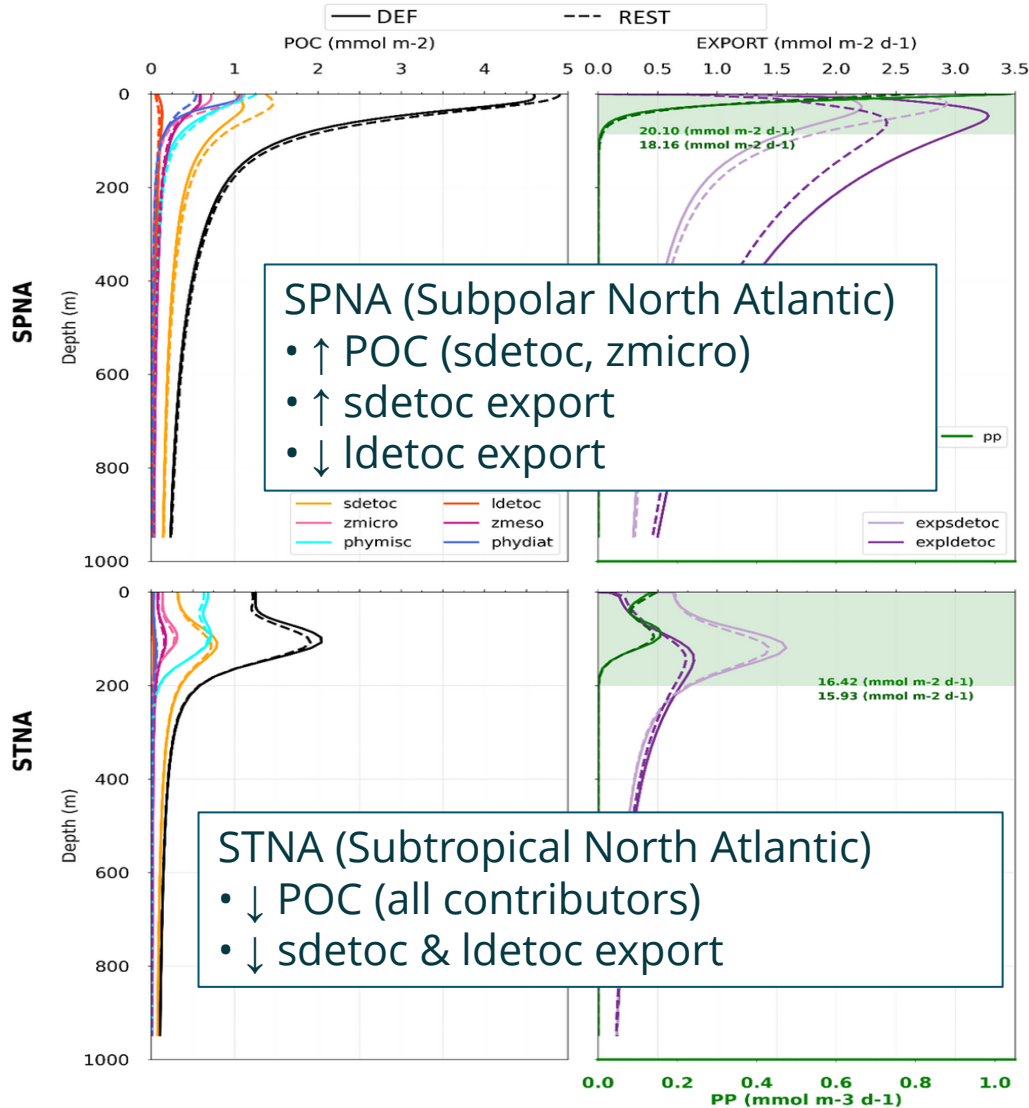 DEF REST
POC (mmol m-2) EXPORT (mmol m-2 d-1)
0 1 2 3 4 5 0.0 0.5 1.0 1.5 2.0 2.5 3.0 3.5
0
20.10 (mmol m-2 d-1)
18.16 (mmol m-2 d-1)
200
400
600
800
1000
SPNA
Depth (m)
SPNA (Subpolar North Atlantic)
• ↑ POC (sdetoc, zmicro)
• ↑ sdetoc export
• ↓ ldetoc export
pp
sdetoc ldetoc
zmicro zmeso
phymisc phydiat
expsdetoc
expldetoc
0
200
400
600
800
1000
STNA
Depth (m)
16.42 (mmol m-2 d-1)
15.93 (mmol m-2 d-1)
STNA (Subtropical North Atlantic)
• ↓ POC (all contributors)
• ↓ sdetoc & ldetoc export
0.0 0.2 0.4 0.6 0.8 1.0
PP (mmol m-3 d-1)